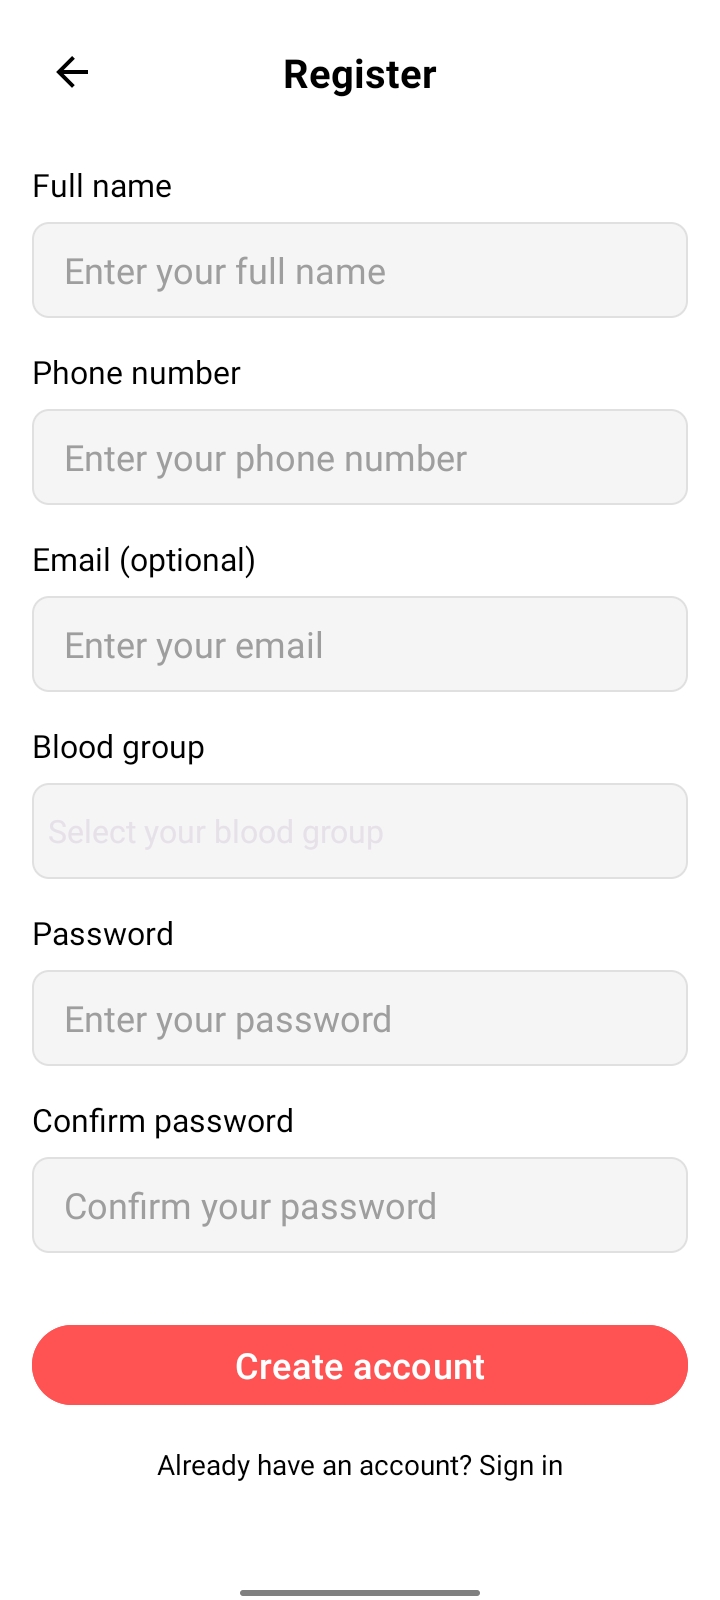 Register
Full name
Enter your full name
Phone number
Enter your phone number
Email (optional)
Enter your email
Blood group
Select your blood group
Password
Enter your password
Confirm password
Confirm your password
Create account
Already have an account? Sign in